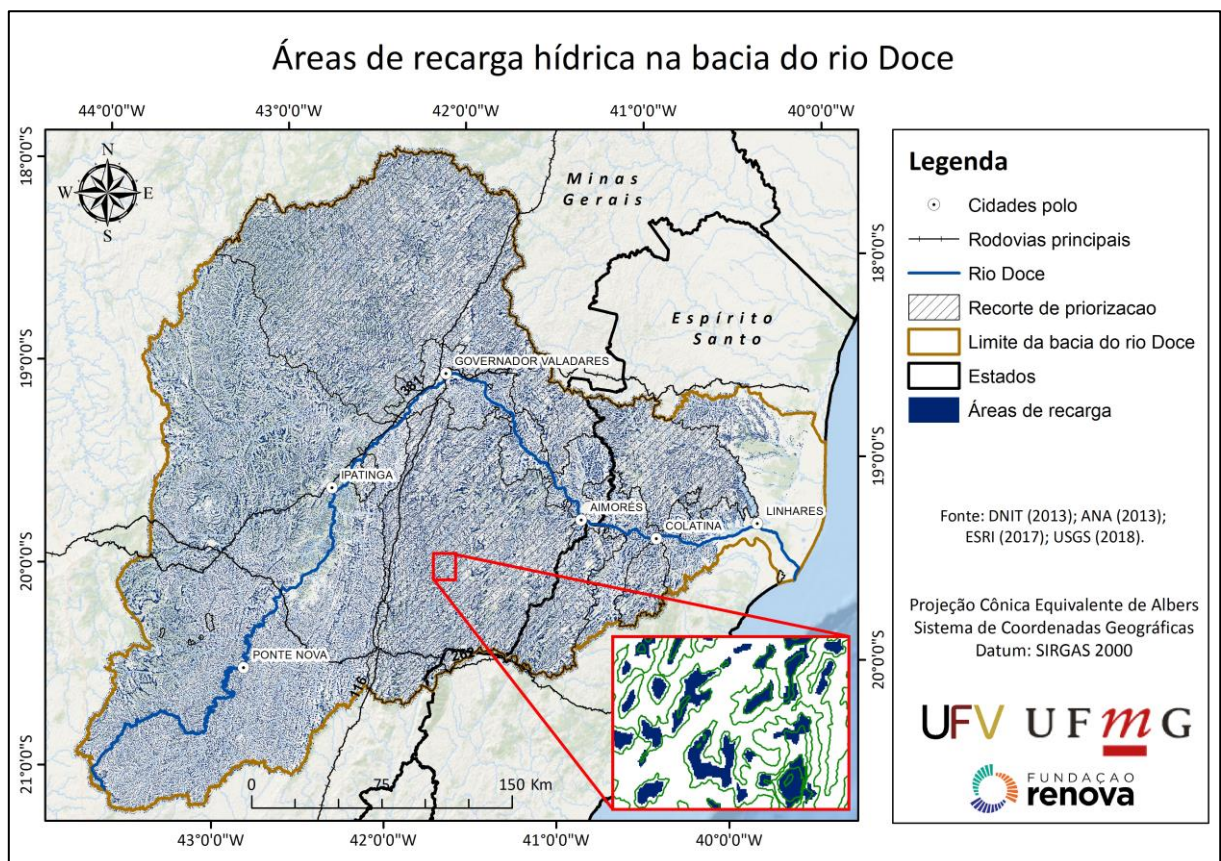 Áreas de recarga hídrica na bacia do rio Doce
44°0'0"W 43°0'0"W 42°0'0"W 41°0'0"W 40°0'0"W
18°0'0"S
19°0'0"S
20°0'0"S
21°0'0"S
N
W E
S
Minas
Gerais
Espírito
Santo
GOVERNADOR VALADARES
381
IPATINGA
AIMORÉS
COLATINA
LINHARES
PONTE NOVA
116
262
0 75 150 Km
18°0'0"S
19°0'0"S
20°0'0"S
43°0'0"W 42°0'0"W 41°0'0"W 40°0'0"W
Legenda
Cidades polo
Rodovias principais
Rio Doce
Recorte de priorizacao
Limite da bacia do rio Doce
Estados
Áreas de recarga
Fonte: DNIT (2013); ANA (2013);
ESRI (2017); USGS (2018).
Projeção Cônica Equivalente de Albers
Sistema de Coordenadas Geográficas
Datum: SIRGAS 2000
UFV UFmG
FUNDAÇÃO
renova